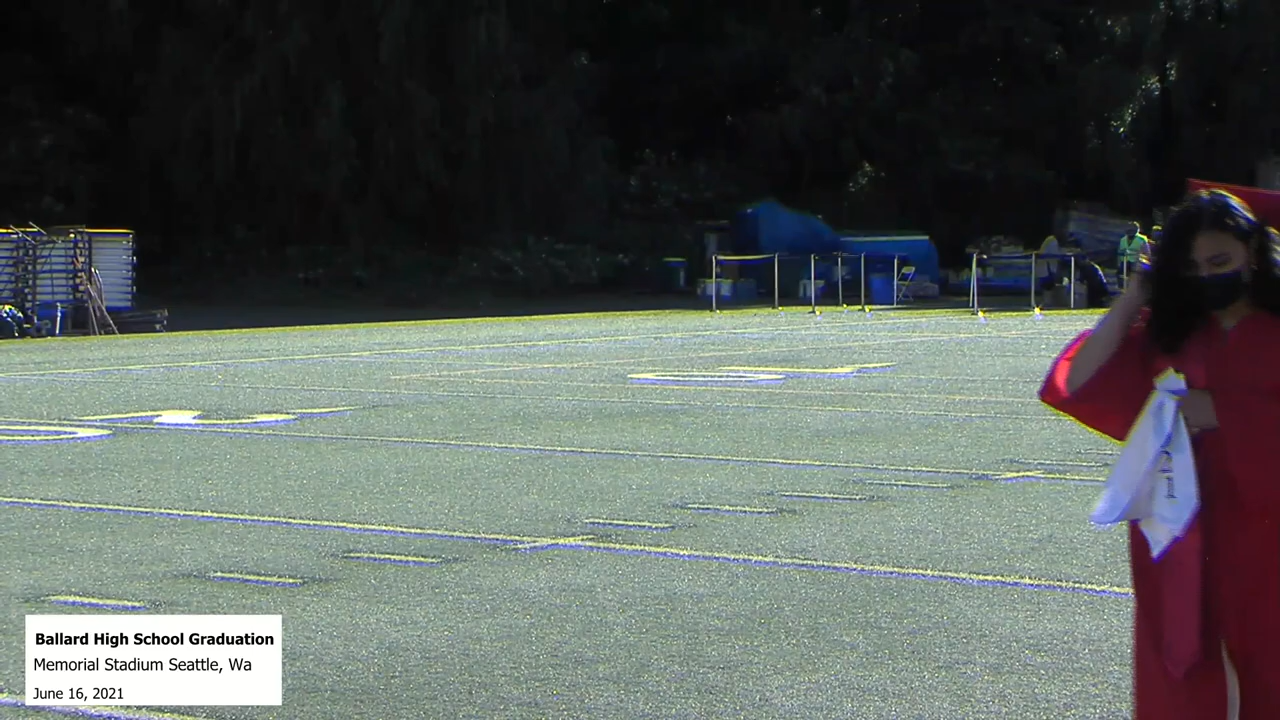 Ballard High School Graduation
Memorial Stadium Seattle, Wa
June 16, 2021